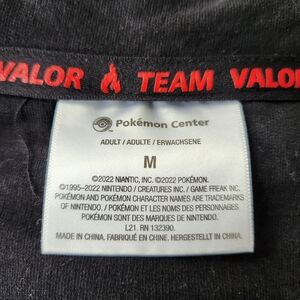 VALOR TEAM VALOR
Pokémon Center
ADULT / ADULTE / ERWACHSENE
M
©2022 NIANTIC, INC. ©2022 POKÉMON.
©1995–2022 NINTENDO / CREATURES INC. / GAME FREAK INC.
POKÉMON AND POKÉMON CHARACTER NAMES ARE TRADEMARKS
OF NINTENDO. / POKÉMON ET LES NOMS DES PERSONNAGES
POKÉMON SONT DES MARQUES DE NINTENDO.
L21. RN 132390.
MADE IN CHINA. FABRIQUÉ EN CHINE. HERGESTELLT IN CHINA.